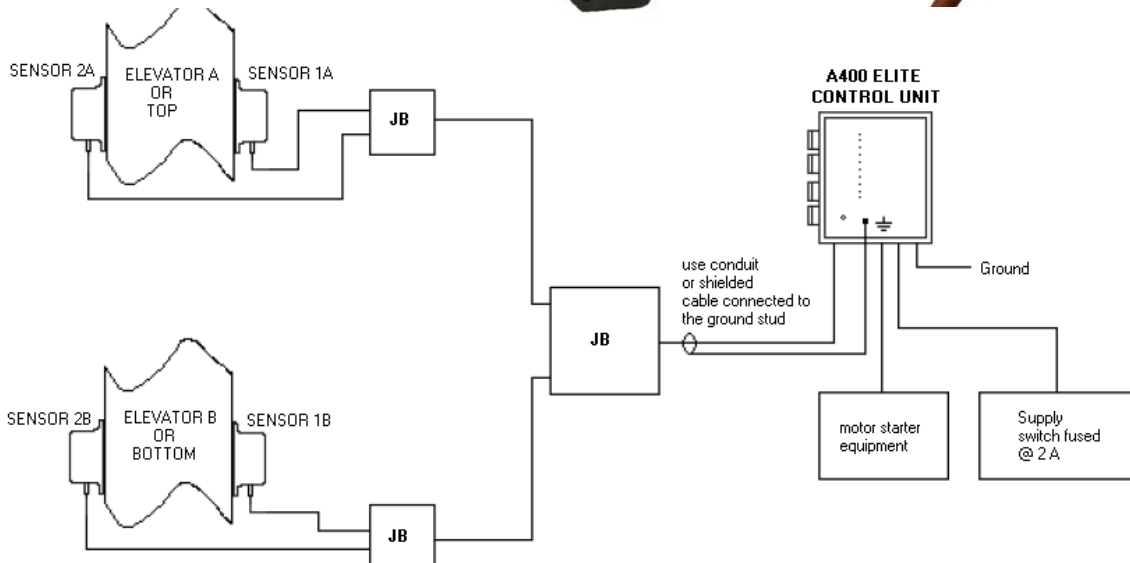 SENSOR 2A
ELEVATOR A
OR
TOP
SENSOR 1A
JB
A400 ELITE
CONTROL UNIT
use conduit
or shielded
cable connected to
the ground stud
Ground
JB
SENSOR 2B
ELEVATOR B
OR
BOTTOM
SENSOR 1B
JB
motor starter
equipment
Supply
switch fused
@ 2 A